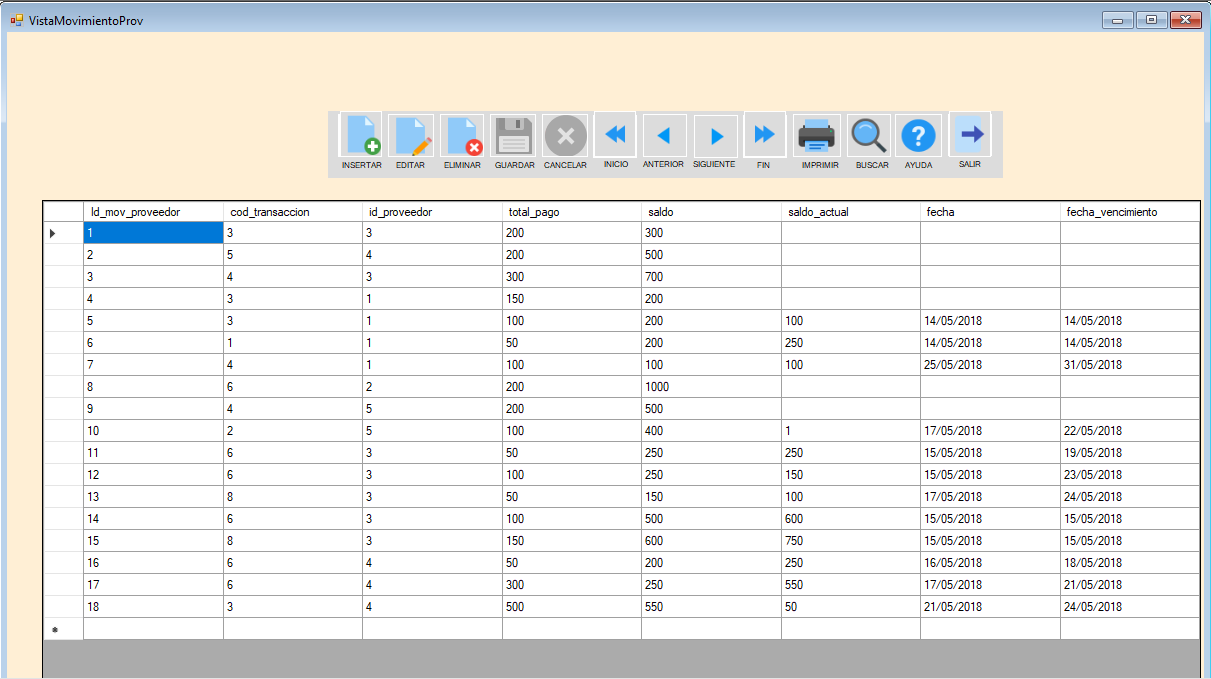 VistaMovimientoProv
INSERTAR EDITAR ELIMINAR GUARDAR CANCELAR INICIO ANTERIOR SIGUIENTE FIN IMPRIMIR BUSCAR AYUDA SALIR
Id_mov_proveedor cod_transaccion id_proveedor total_pago saldo saldo_actual fecha fecha_vencimiento
1 3 3 200 300
2 5 4 200 500
3 4 3 300 700
4 3 1 150 200
5 3 1 100 200 100 14/05/2018 14/05/2018
6 1 1 50 200 250 14/05/2018 14/05/2018
7 4 1 100 100 100 25/05/2018 31/05/2018
8 6 2 200 1000
9 4 5 200 500
10 2 5 100 400 1 17/05/2018 22/05/2018
11 6 3 50 250 250 15/05/2018 19/05/2018
12 6 3 100 250 150 15/05/2018 23/05/2018
13 8 3 50 150 100 17/05/2018 24/05/2018
14 6 3 100 500 600 15/05/2018 15/05/2018
15 8 3 150 600 750 15/05/2018 15/05/2018
16 6 4 50 200 250 16/05/2018 18/05/2018
17 6 4 300 250 550 17/05/2018 21/05/2018
18 3 4 500 550 50 21/05/2018 24/05/2018